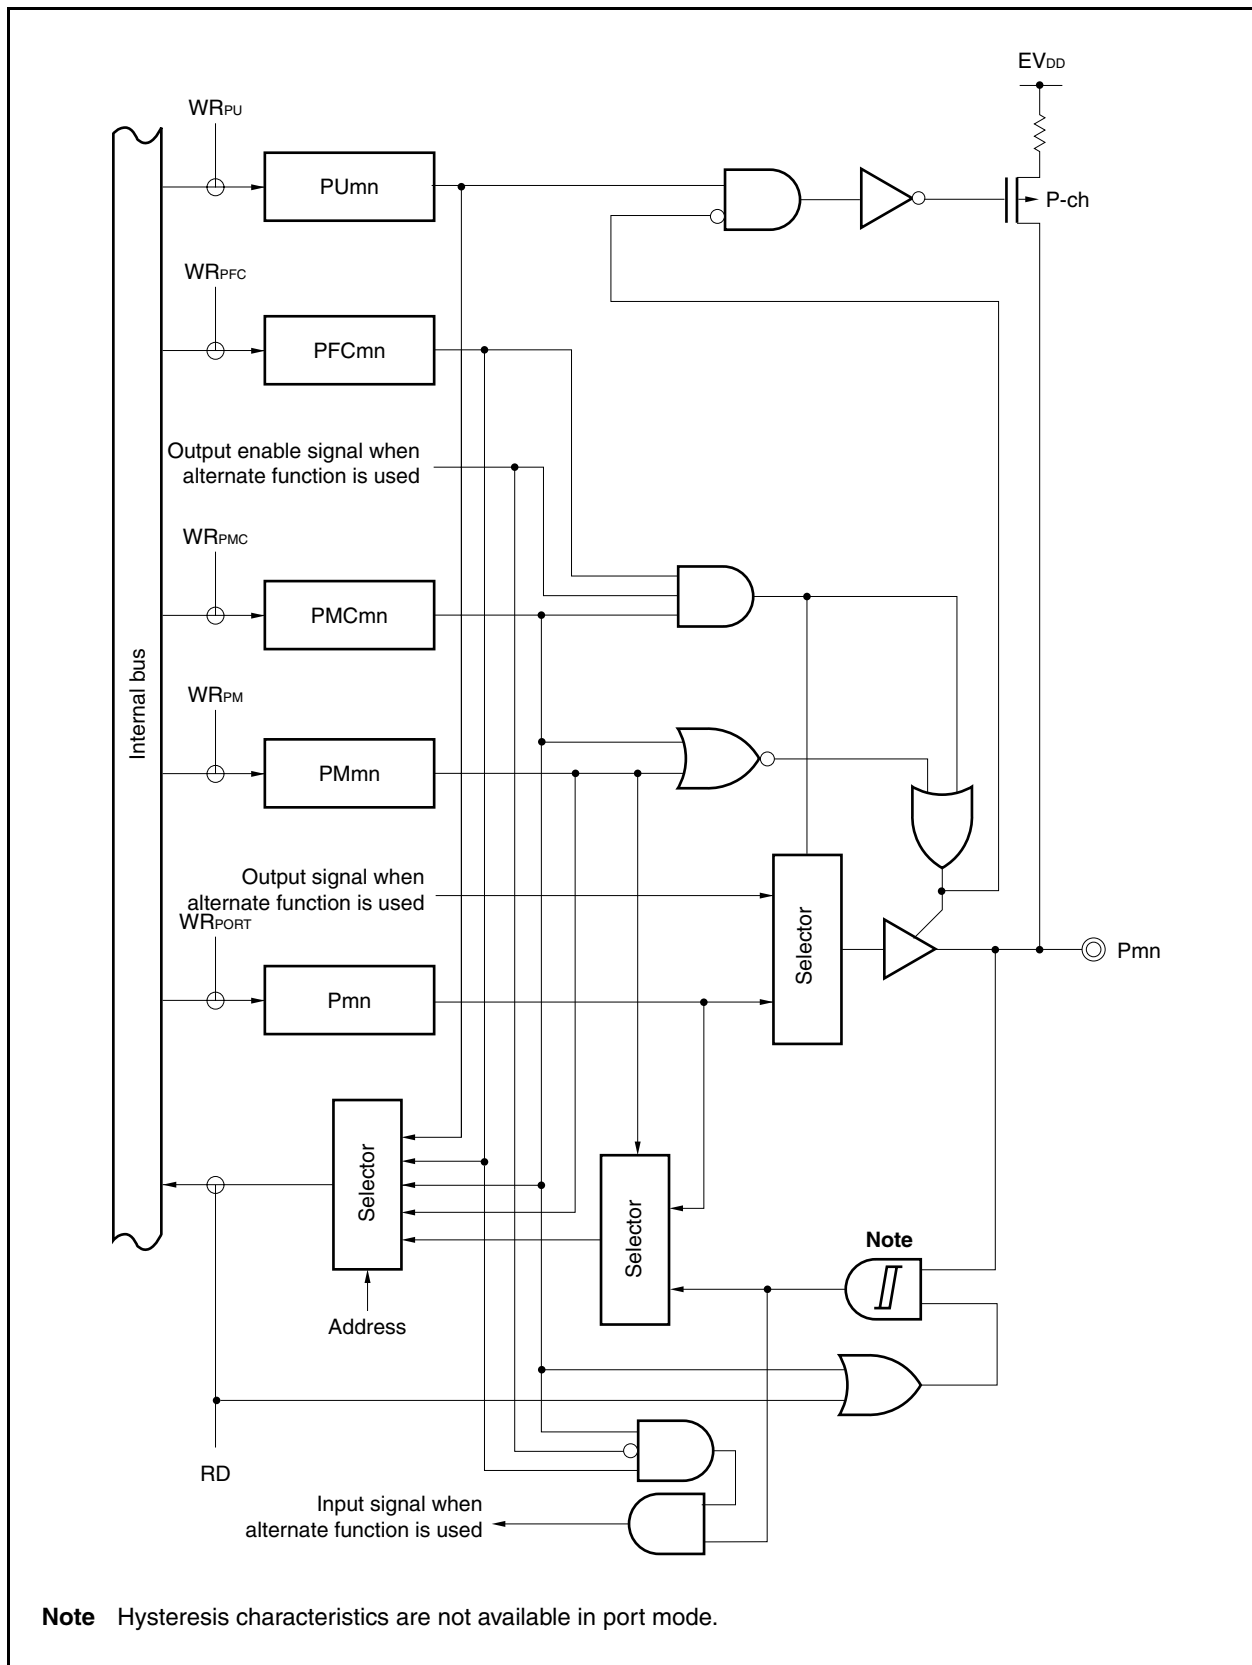 EVDD
WRPU
PUmn
P-ch
WRPFC
PFCmn
Output enable signal when
alternate function is used
WRPMC
PMCmn
Internal bus
WRPM
PMmn
Output signal when
alternate function is used
WRPORT
Selector
Pmn
Pmn
Selector
Selector
Note
Address
RD
Input signal when
alternate function is used
Note Hysteresis characteristics are not available in port mode.